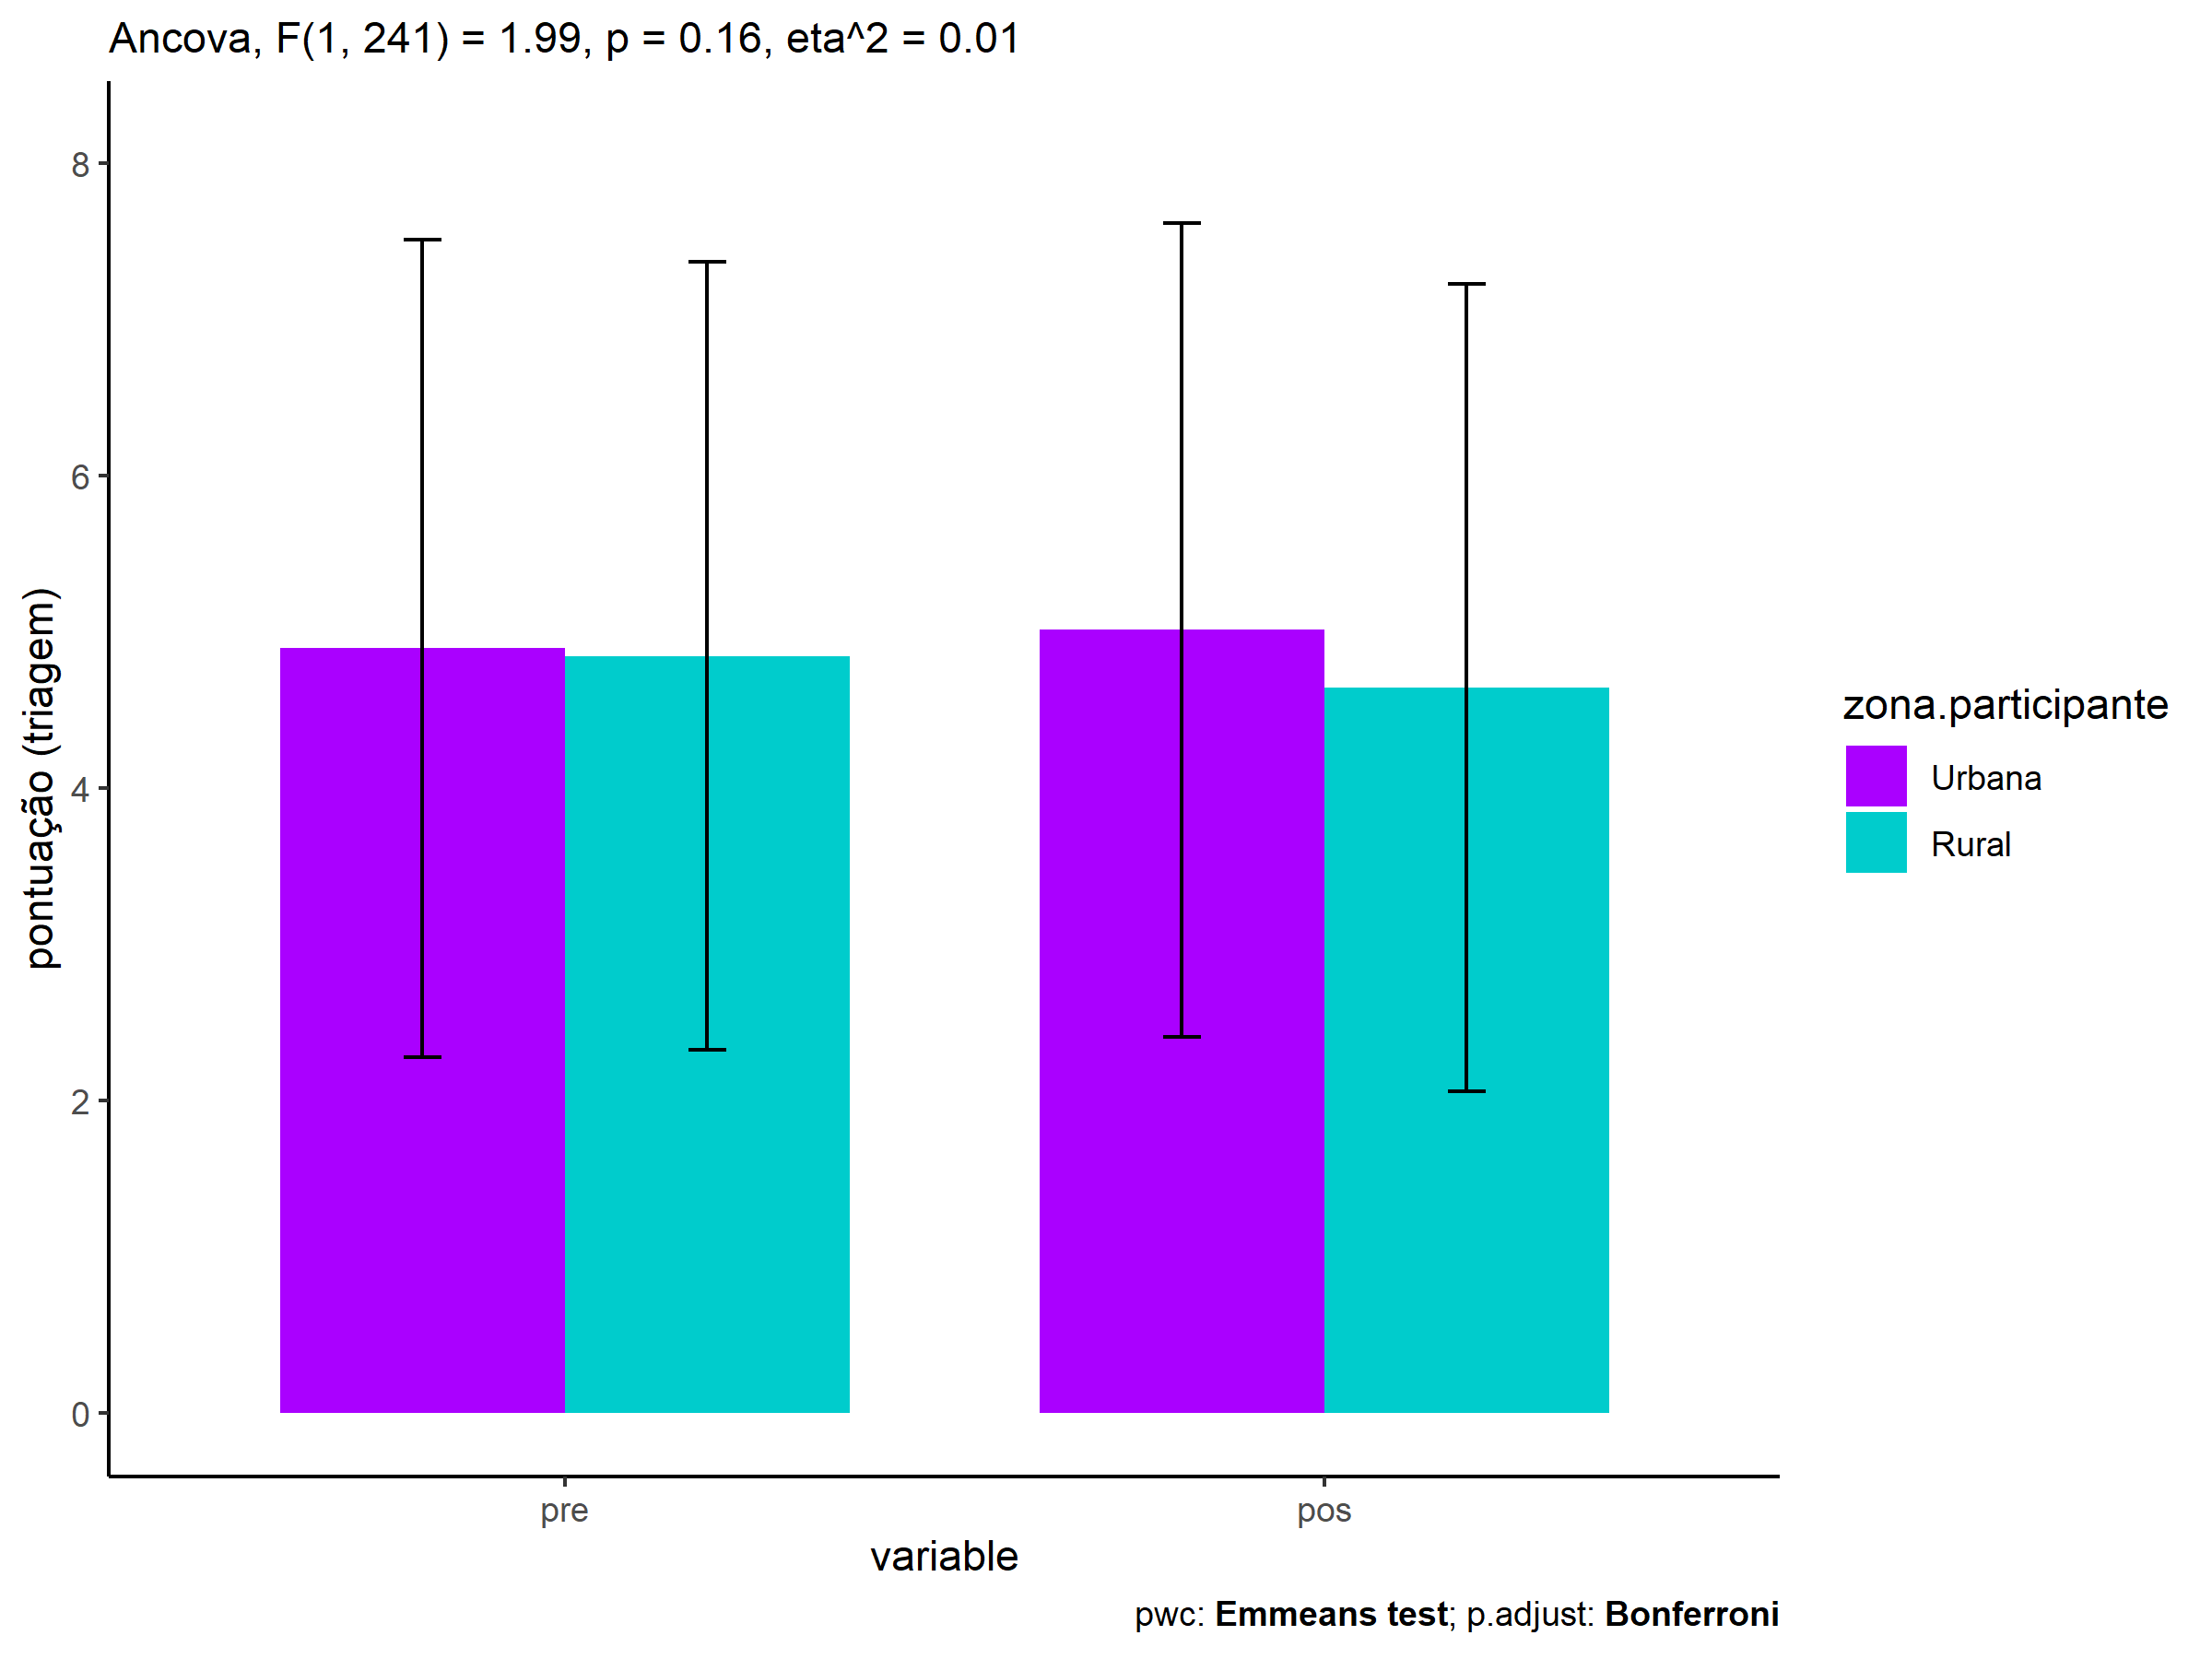 Ancova, F(1, 241) = 1.99, p = 0.16, eta^2 = 0.01
pontuação (triagem)
8
6
4
2
0
pre
pos
variable
zona.participante
Urbana
Rural
pwc: Emmeans test; p.adjust: Bonferroni